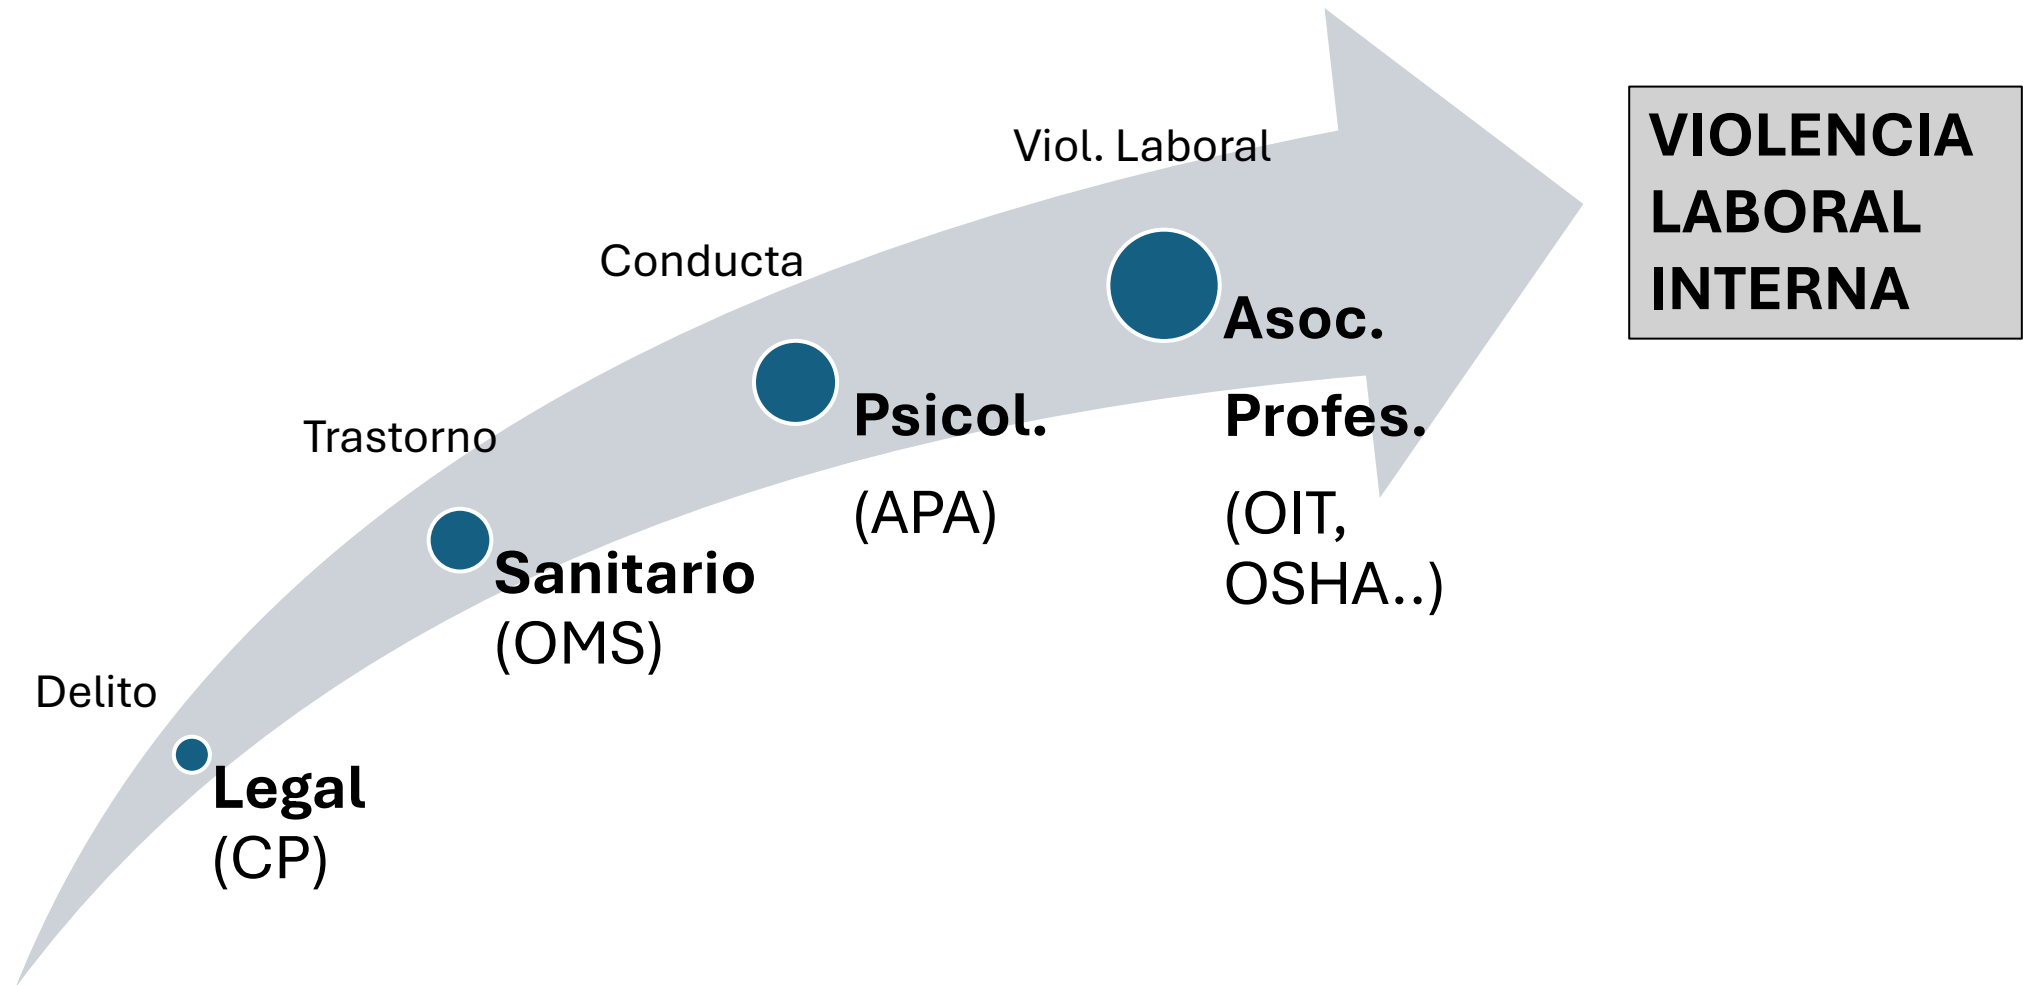 Delito
Legal
(CP)
Trastorno
Sanitario
(OMS)
Conducta
Psicol.
(APA)
Viol. Laboral
Asoc.
Profes.
(OIT,
OSHA..)
VIOLENCIA
LABORAL
INTERNA